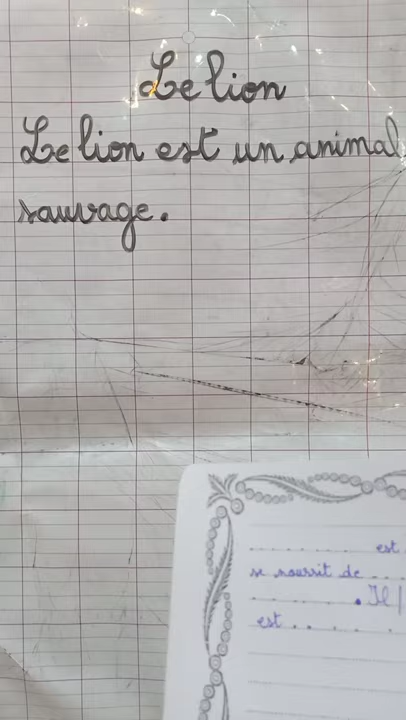 Le lion
Le lion est un animal
sauvage.
. . . . . . est
se nourrit de . . .
. . . . . . . . Il
est . . . . .